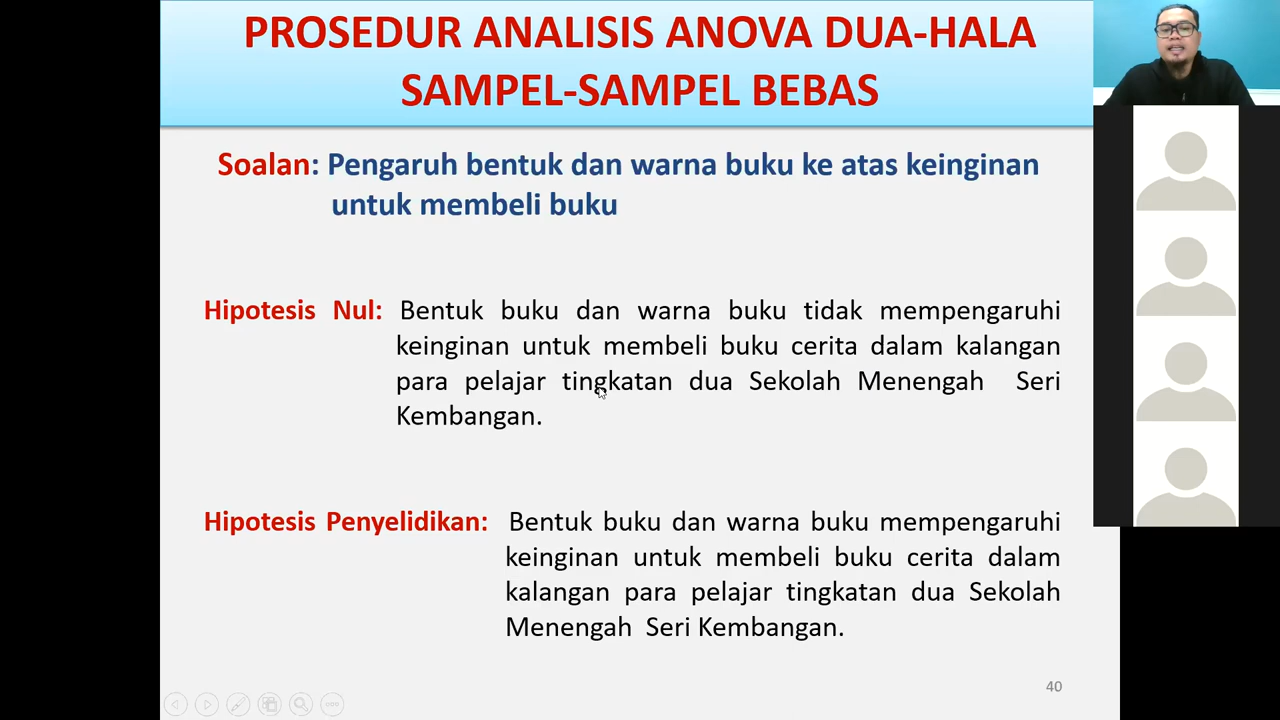 PROSEDUR ANALISIS ANOVA DUA-HALA
SAMPEL-SAMPEL BEBAS
Soalan: Pengaruh bentuk dan warna buku ke atas keinginan
untuk membeli buku
Hipotesis Nul: Bentuk buku dan warna buku tidak mempengaruhi
keinginan untuk membeli buku cerita dalam kalangan
para pelajar tingkatan dua Sekolah Menengah Seri
Kembangan.
Hipotesis Penyelidikan: Bentuk buku dan warna buku mempengaruhi
keinginan untuk membeli buku cerita dalam
kalangan para pelajar tingkatan dua Sekolah
Menengah Seri Kembangan.
40